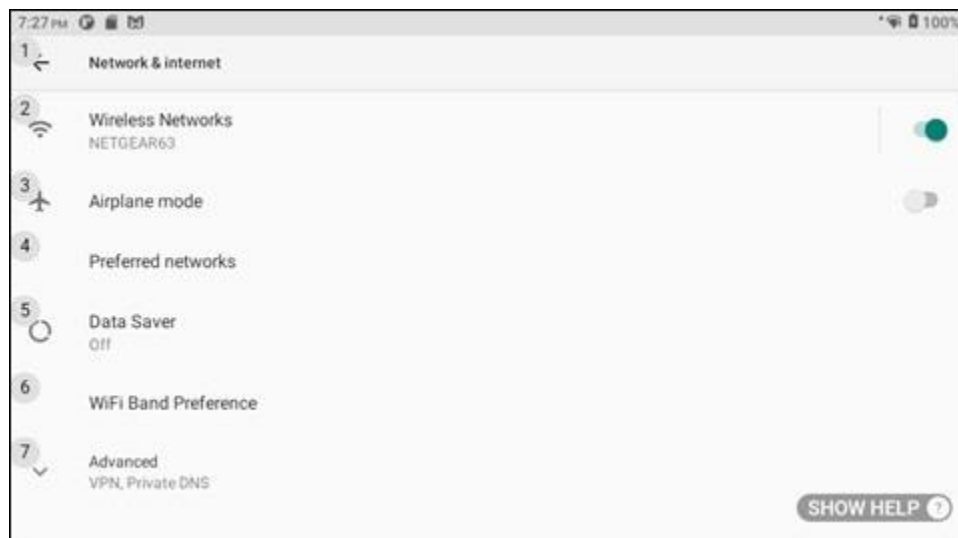 7:27 PM 100%
1 Network & internet
2 Wireless Networks
NETGEAR63
3 Airplane mode
4 Preferred networks
5 Data Saver
Off
6 WiFi Band Preference
7 Advanced
VPN, Private DNS
SHOW HELP ?